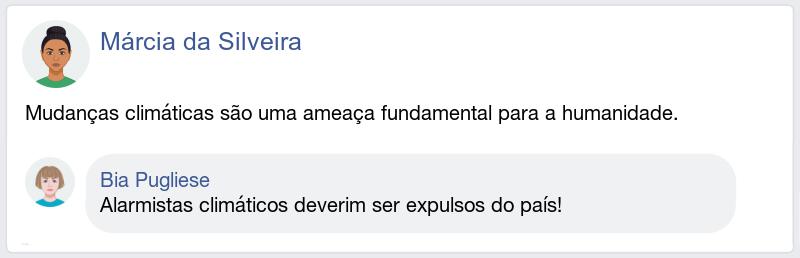 Márcia da Silveira
Mudanças climáticas são uma ameaça fundamental para a humanidade.
Bia Pugliese
Alarmistas climáticos deverim ser expulsos do país!